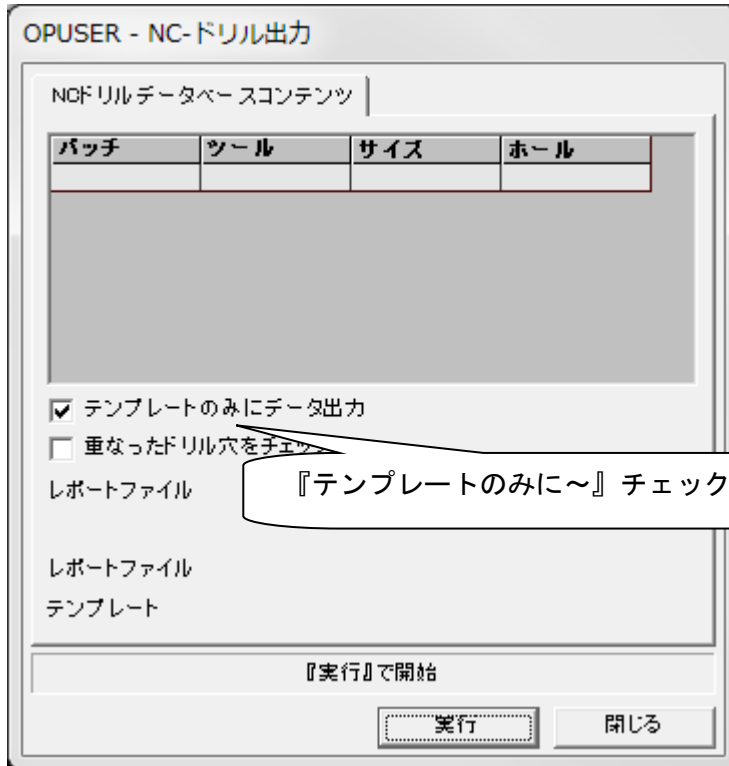 OPUSER - NC-ドリル出力
NCドリルデータベースコンテンツ
パッチ ツール サイズ ホール
テンプレートのみにデータ出力
重なったドリル穴をチェック
『テンプレートのみに～』チェック
レポートファイル
レポートファイル
テンプレート
『実行』で開始
実行 閉じる